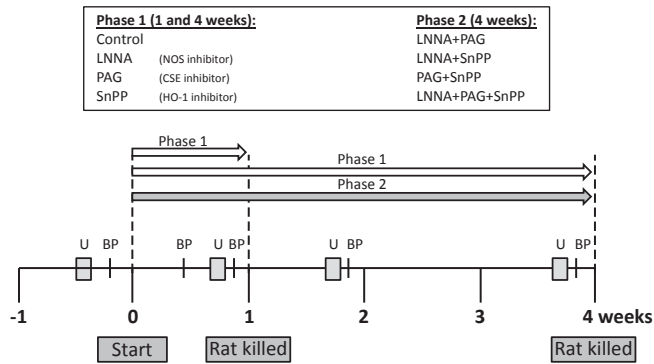 Phase 1 (1 and 4 weeks): Phase 2 (4 weeks):
Control LNNA+PAG
LNNA (NOS inhibitor) LNNA+SnPP
PAG (CSE inhibitor) PAG+SnPP
SnPP (HO-1 inhibitor) LNNA+PAG+SnPP
Phase 1
Phase 1
Phase 2
U BP BP U BP U BP U BP
-1 0 1 2 3 4 weeks
Start Rat killed Rat killed